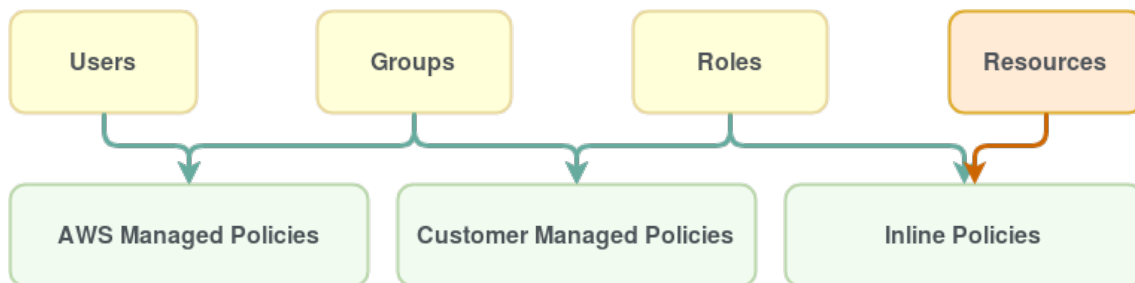 Users
Groups
Roles
Resources
AWS Managed Policies
Customer Managed Policies
Inline Policies